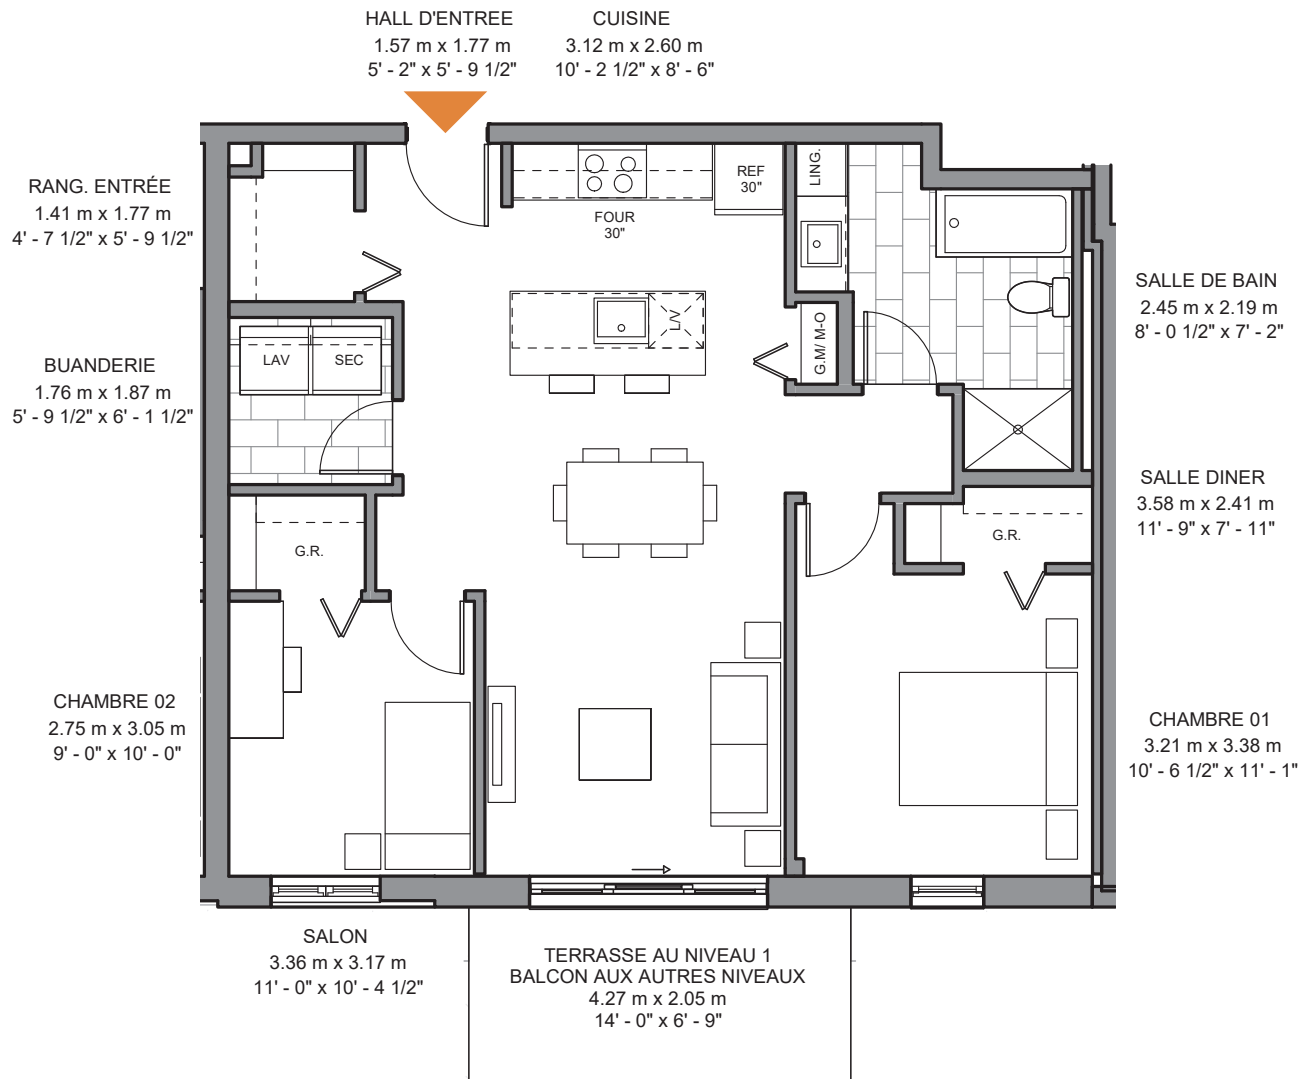 HALL D'ENTREE
1.57 m x 1.77 m
5' - 2" x 5' - 9 1/2"
CUISINE
3.12 m x 2.60 m
10' - 2 1/2" x 8' - 6"
RANG. ENTRÉE
1.41 m x 1.77 m
4' - 7 1/2" x 5' - 9 1/2"
BUANDERIE
1.76 m x 1.87 m
5' - 9 1/2" x 6' - 1 1/2"
CHAMBRE 02
2.75 m x 3.05 m
9' - 0" x 10' - 0"
LAV
SEC
G.R.
FOUR
30"
REF
30"
LING.
L/V
G.M/ M-O
G.R.
SALLE DE BAIN
2.45 m x 2.19 m
8' - 0 1/2" x 7' - 2"
SALLE DINER
3.58 m x 2.41 m
11' - 9" x 7' - 11"
CHAMBRE 01
3.21 m x 3.38 m
10' - 6 1/2" x 11' - 1"
SALON
3.36 m x 3.17 m
11' - 0" x 10' - 4 1/2"
TERRASSE AU NIVEAU 1
BALCON AUX AUTRES NIVEAUX
4.27 m x 2.05 m
14' - 0" x 6' - 9"